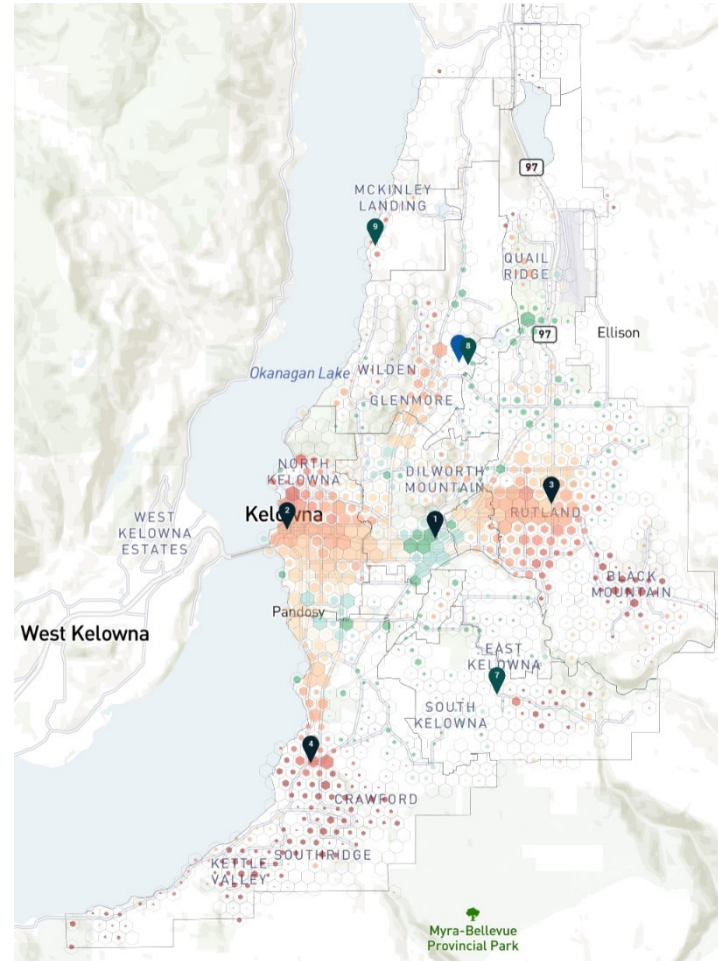 97
MCKINLEY
LANDING
9
QUAIL
RIDGE
97
Ellison
8
Okanagan Lake
WILDEN
GLENMORE
NORTH
KELOWNA
DILWORTH
MOUNTAIN
3
2
Kelowna
RUTLAND
1
WEST
KELOWNA
ESTATES
BLACK
MOUNTAIN
Pandosy
West Kelowna
EAST
KELOWNA
7
SOUTH
KELOWNA
4
CRAWFORD
SOUTHRIDGE
KETTLE
VALLEY
Myra-Bellevue
Provincial Park